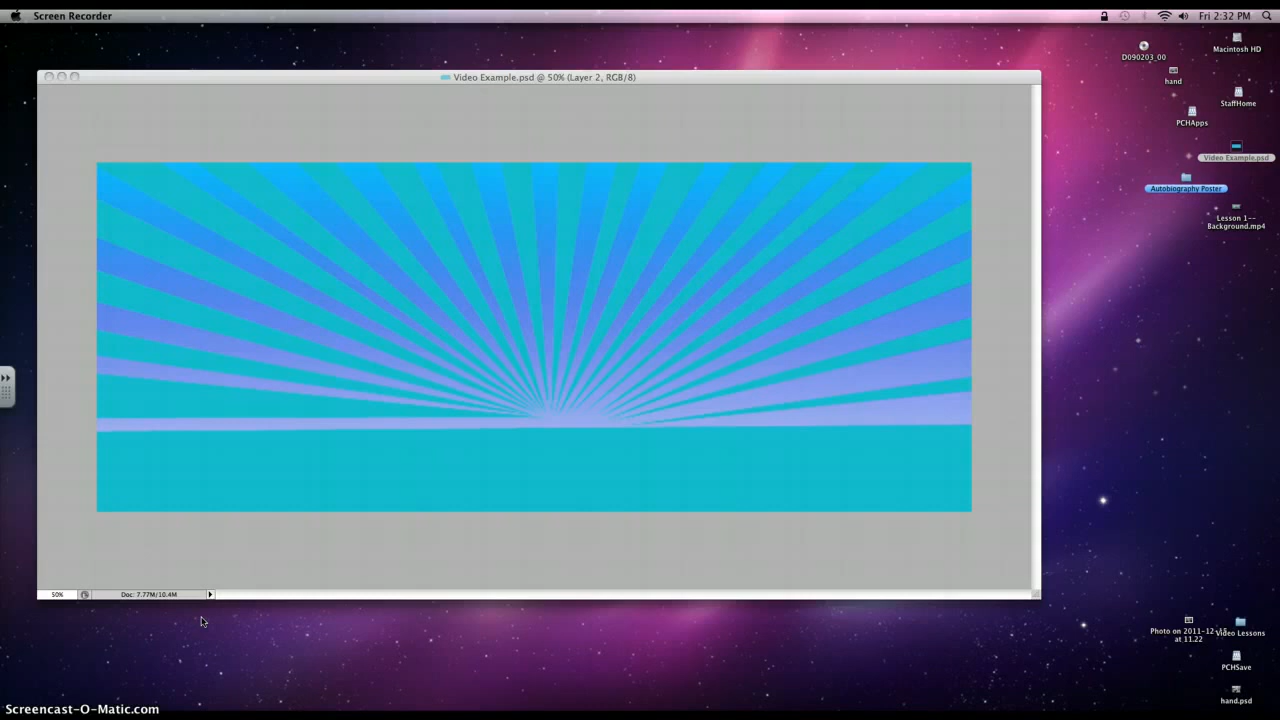 Screen Recorder
Fri 2:32 PM
Video Example.psd @ 50% (Layer 2, RGB/8)
Macintosh HD
D090203_00
hand
StaffHome
PCHApps
Video Example.psd
Autobiography Poster
Lesson 1--
Background.mp4
50%
Doc: 7.77M/10.4M
Photo on 2011-12-15
at 11.22
Video Lessons
PCHSave
hand.psd
Screencast-O-Matic.com